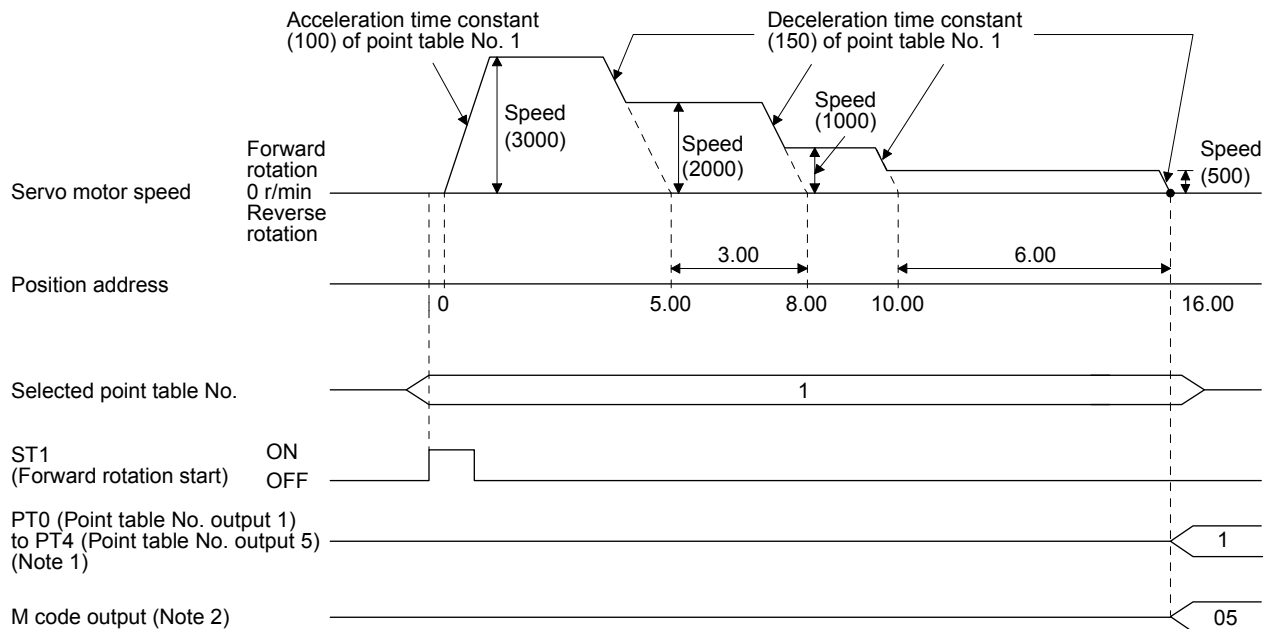 Acceleration time constant
(100) of point table No. 1
Deceleration time constant
(150) of point table No. 1
Speed
(3000)
Speed
(2000)
Speed
(1000)
Speed
(500)
Forward
rotation
Servo motor speed
0 r/min
Reverse
rotation
3.00
6.00
Position address
0
5.00
8.00
10.00
16.00
Selected point table No.
1
ST1
(Forward rotation start)
ON
OFF
PT0 (Point table No. output 1)
to PT4 (Point table No. output 5)
(Note 1)
1
M code output (Note 2)
05